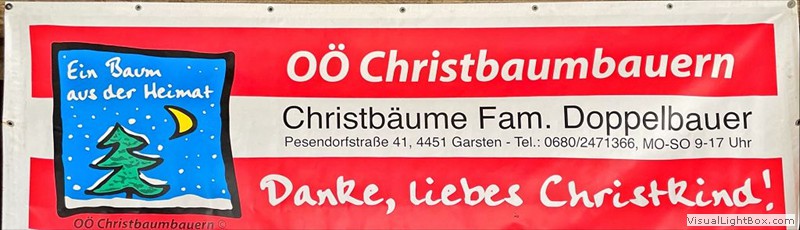 Ein Baum
aus der Heimat
OÖ Christbaumbauern
OÖ Christbaumbauern
Christbäume Fam. Doppelbauer
Pesendorfstraße 41, 4451 Garsten - Tel.: 0680/2471366, MO-SO 9-17 Uhr
Danke, liebes Christkind!
VisualLightBox.com